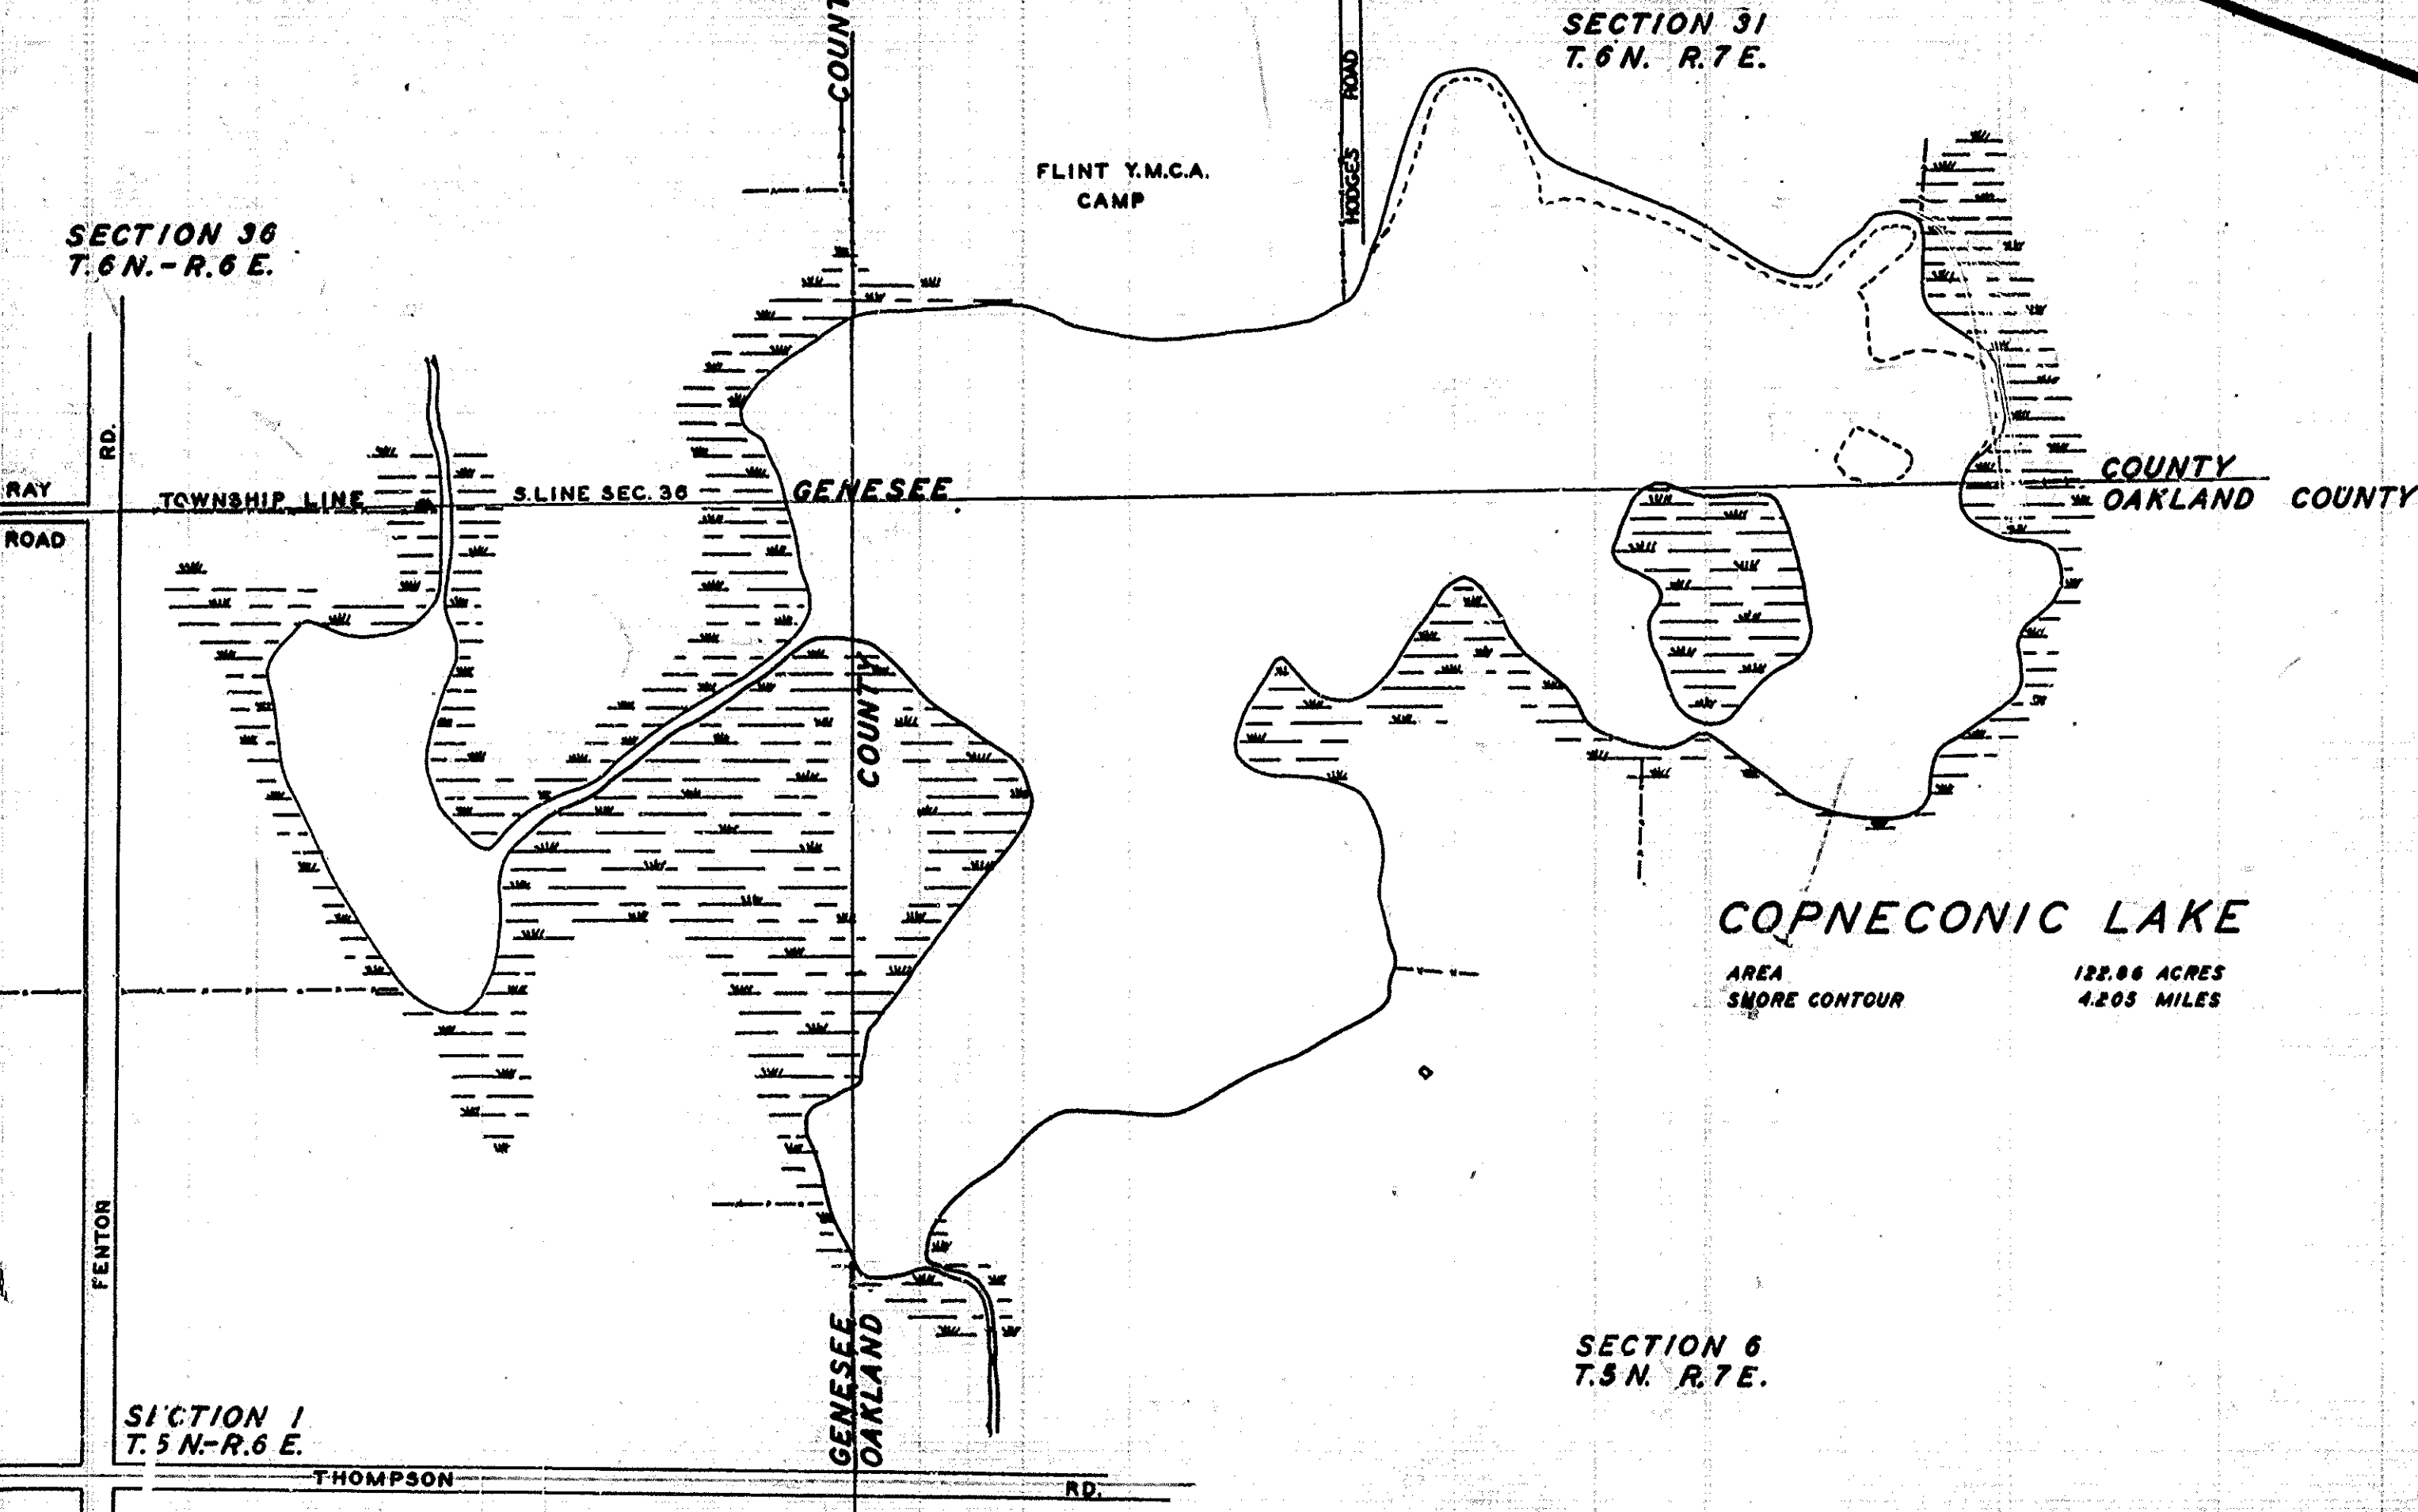 SECTION 31
T. 6 N. R. 7 E.
COUNT
HODGES ROAD
FLINT Y.M.C.A.
CAMP
SECTION 36
T. 6 N. - R. 6 E.
RD.
RAY
ROAD
TOWNSHIP LINE
S. LINE SEC. 36
GENESEE
COUNTY
OAKLAND COUNTY
COUNTY
COPNECONIC LAKE
AREA 122.86 ACRES
SHORE CONTOUR 4.205 MILES
FENTON
GENESEE
OAKLAND
SECTION 6
T. 5 N. R. 7 E.
SECTION 1
T. 5 N. - R. 6 E.
THOMPSON RD.